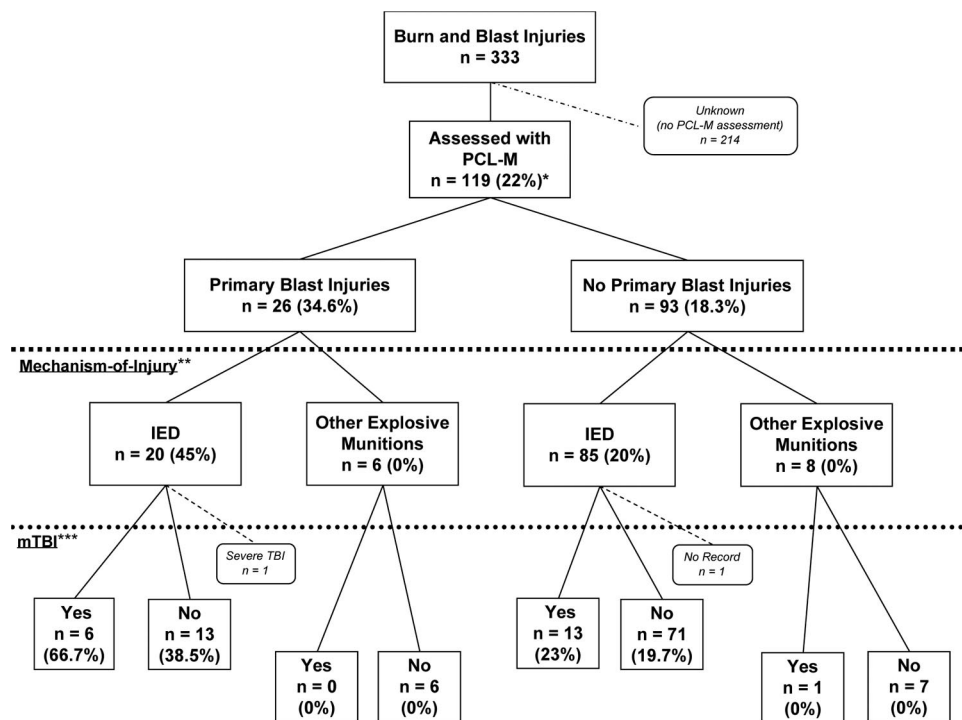 Burn and Blast Injuries
n = 333
Unknown
(no PCL-M assessment)
n = 214
Assessed with
PCL-M
n = 119 (22%)*
Primary Blast Injuries
n = 26 (34.6%)
No Primary Blast Injuries
n = 93 (18.3%)
Mechanism-of-Injury**
IED
n = 20 (45%)
Other Explosive
Munitions
n = 6 (0%)
IED
n = 85 (20%)
Other Explosive
Munitions
n = 8 (0%)
mTBI***
Severe TBI
n = 1
No Record
n = 1
Yes
n = 6
(66.7%)
No
n = 13
(38.5%)
Yes
n = 0
(0%)
No
n = 6
(0%)
Yes
n = 13
(23%)
No
n = 71
(19.7%)
Yes
n = 1
(0%)
No
n = 7
(0%)